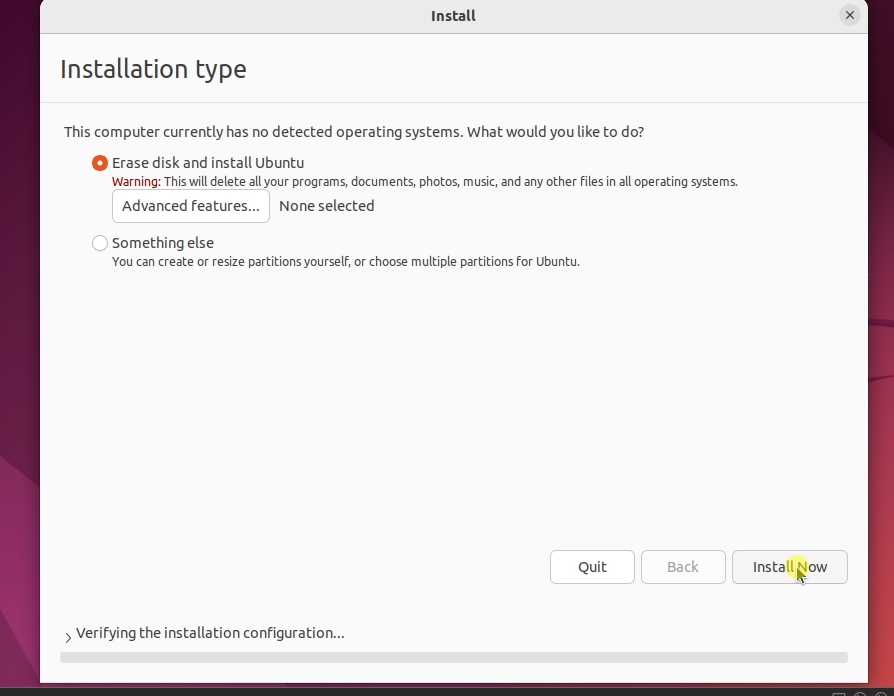 Install
Installation type
This computer currently has no detected operating systems. What would you like to do?
Erase disk and install Ubuntu
Warning: This will delete all your programs, documents, photos, music, and any other files in all operating systems.
Advanced features... None selected
Something else
You can create or resize partitions yourself, or choose multiple partitions for Ubuntu.
Quit Back Install Now
Verifying the installation configuration...